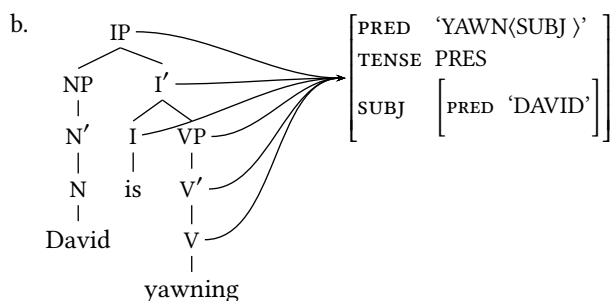 b. IP
NP I′
N′ I VP
N is V′
David V
yawning
PRED ‘YAWN⟨SUBJ ⟩’
TENSE PRES
SUBJ [PRED ‘DAVID’]